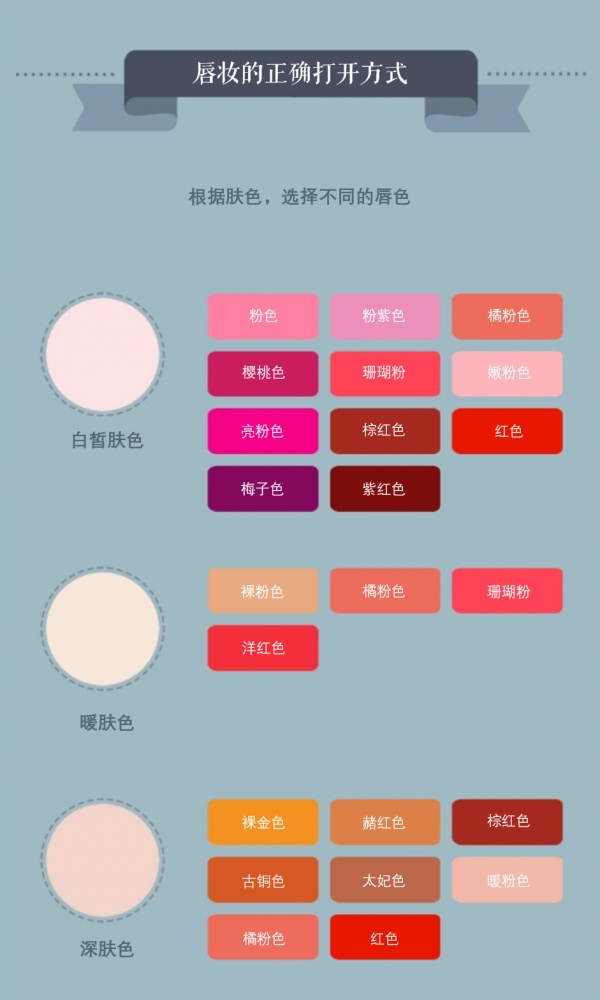 唇妆的正确打开方式
根据肤色，选择不同的唇色
粉色 粉紫色 橘粉色
樱桃色 珊瑚粉 嫩粉色
亮粉色 棕红色 红色
梅子色 紫红色
白皙肤色
裸粉色 橘粉色 珊瑚粉
洋红色
暖肤色
裸金色 赭红色 棕红色
古铜色 太妃色 暖粉色
橘粉色 红色
深肤色